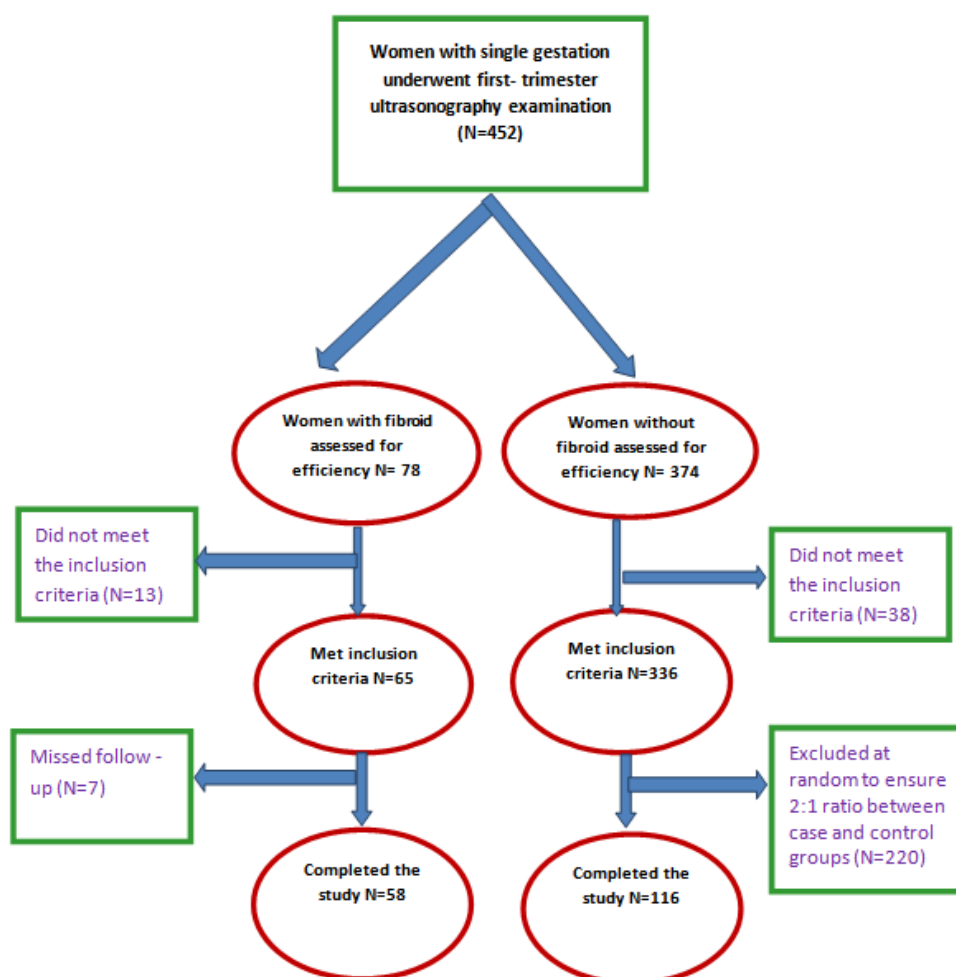 Women with single gestation
underwent first- trimester
ultrasonography examination
(N=452)
Women with fibroid
assessed for
efficiency N= 78
Women without
fibroid assessed for
efficiency N= 374
Did not meet
the inclusion
criteria (N=13)
Did not meet
the inclusion
criteria (N=38)
Met inclusion
criteria N=65
Met inclusion
criteria N=336
Missed follow -
up (N=7)
Excluded at
random to ensure
2:1 ratio between
case and control
groups (N=220)
Completed the
study N=58
Completed the
study N=116